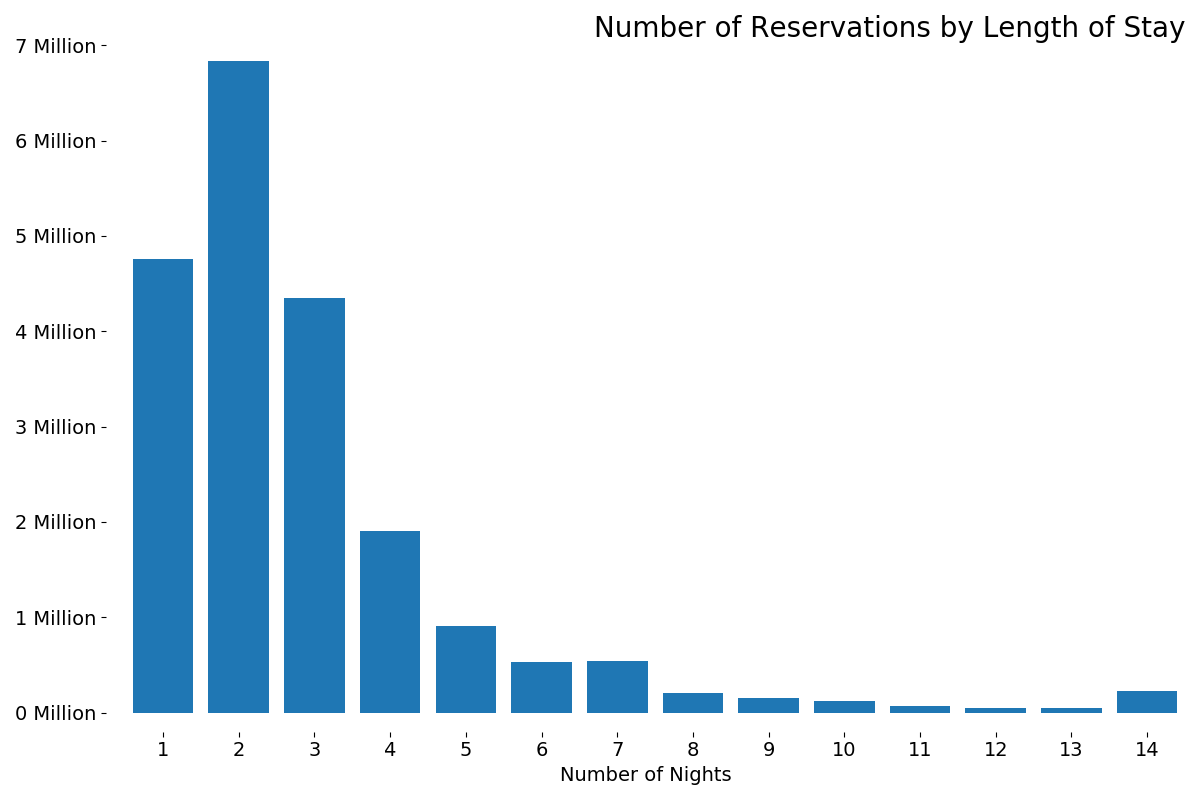 Number of Reservations by Length of Stay
7 Million
6 Million
5 Million
4 Million
3 Million
2 Million
1 Million
0 Million
1 2 3 4 5 6 7 8 9 10 11 12 13 14
Number of Nights